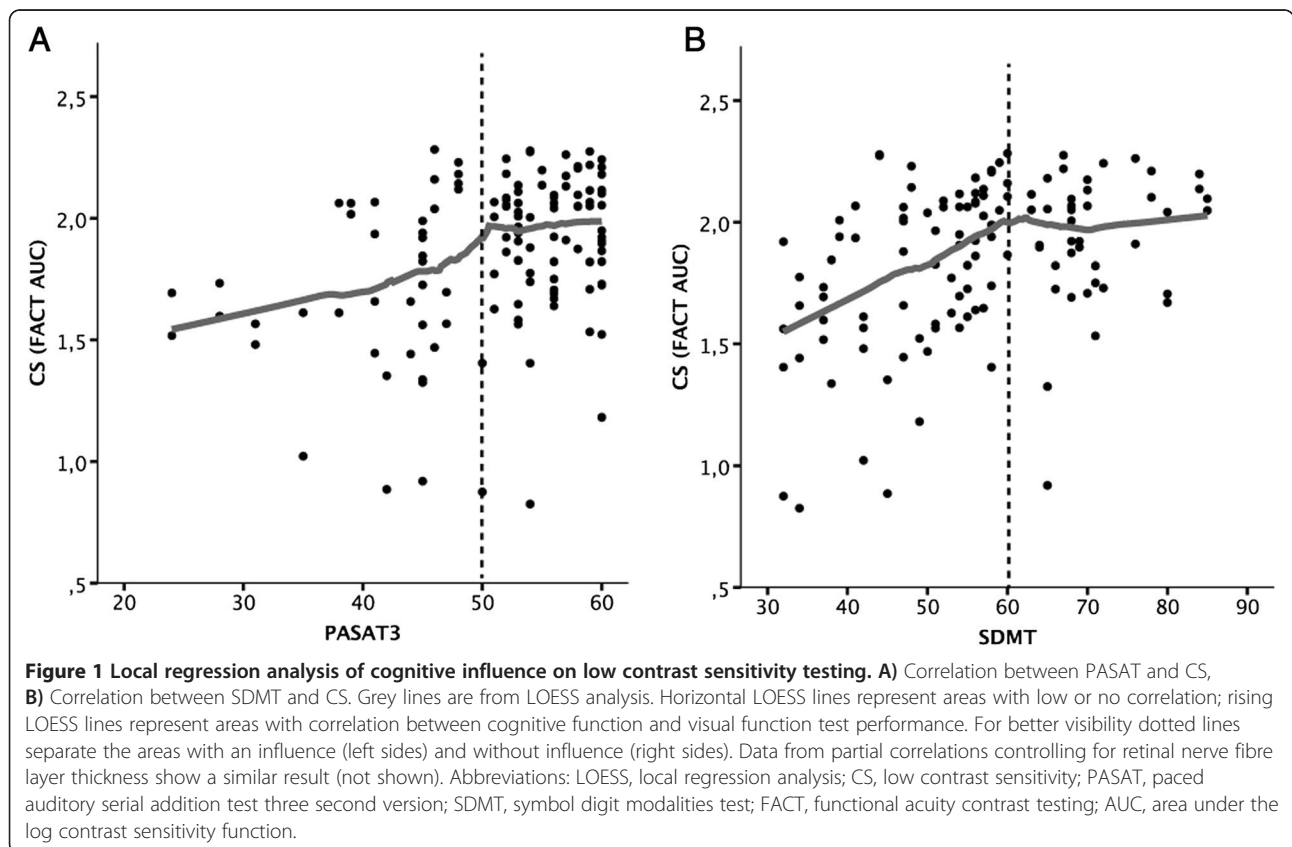 A
B
2,5
2,0
1,5
1,0
,5
CS (FACT AUC)
20 30 40 50 60
PASAT3
2,5
2,0
1,5
1,0
,5
CS (FACT AUC)
30 40 50 60 70 80 90
SDMT
Figure 1 Local regression analysis of cognitive influence on low contrast sensitivity testing. A) Correlation between PASAT and CS,
B) Correlation between SDMT and CS. Grey lines are from LOESS analysis. Horizontal LOESS lines represent areas with low or no correlation; rising
LOESS lines represent areas with correlation between cognitive function and visual function test performance. For better visibility dotted lines
separate the areas with an influence (left sides) and without influence (right sides). Data from partial correlations controlling for retinal nerve fibre
layer thickness show a similar result (not shown). Abbreviations: LOESS, local regression analysis; CS, low contrast sensitivity; PASAT, paced
auditory serial addition test three second version; SDMT, symbol digit modalities test; FACT, functional acuity contrast testing; AUC, area under the
log contrast sensitivity function.